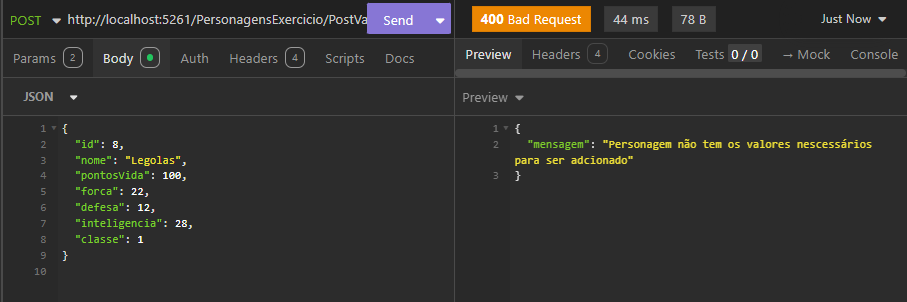 POST http://localhost:5261/PersonagensExercicio/PostVa Send 400 Bad Request 44 ms 78 B Just Now
Params 2 Body Auth Headers 4 Scripts Docs Preview Headers 4 Cookies Tests 0 / 0 → Mock Console
JSON
Preview
1 {
2 "id": 8,
3 "nome": "Legolas",
4 "pontosVida": 100,
5 "forca": 22,
6 "defesa": 12,
7 "inteligencia": 28,
8 "classe": 1
9 }
10
1 {
2 "mensagem": "Personagem não tem os valores nescessários
para ser adcionado"
3 }